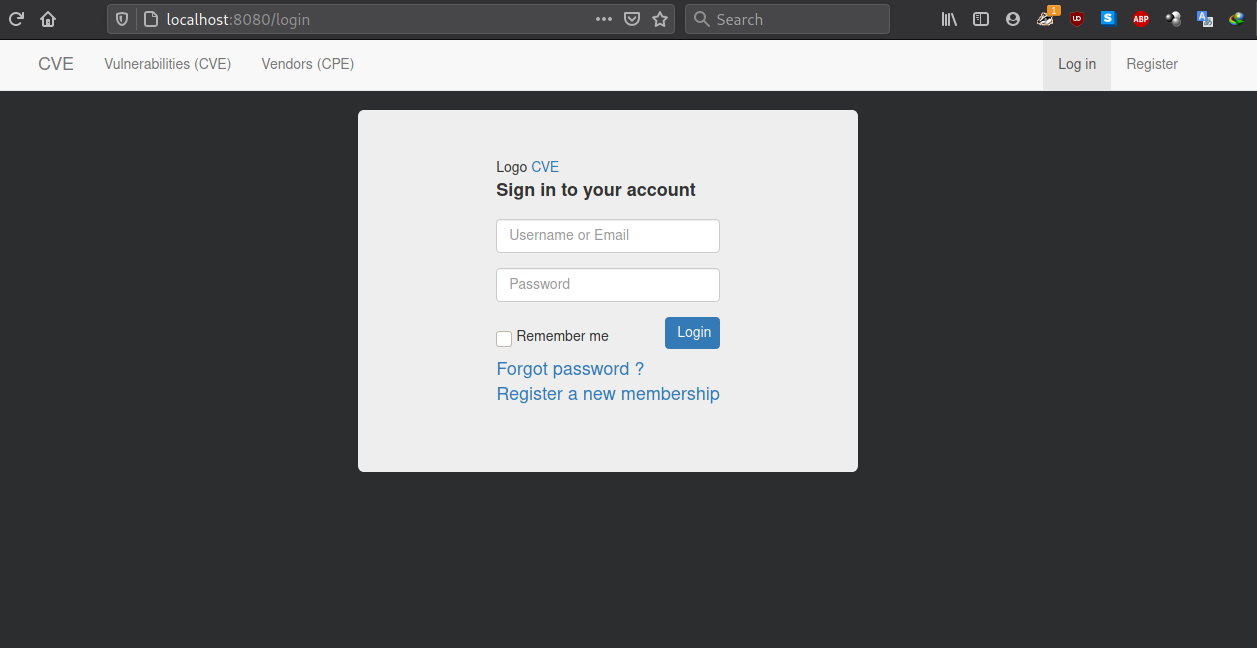 localhost:8080/login ••• Search 1 UD S ABP A
CVE Vulnerabilities (CVE) Vendors (CPE) Log in Register
Logo CVE
Sign in to your account
Username or Email
Password
Remember me Login
Forgot password ?
Register a new membership